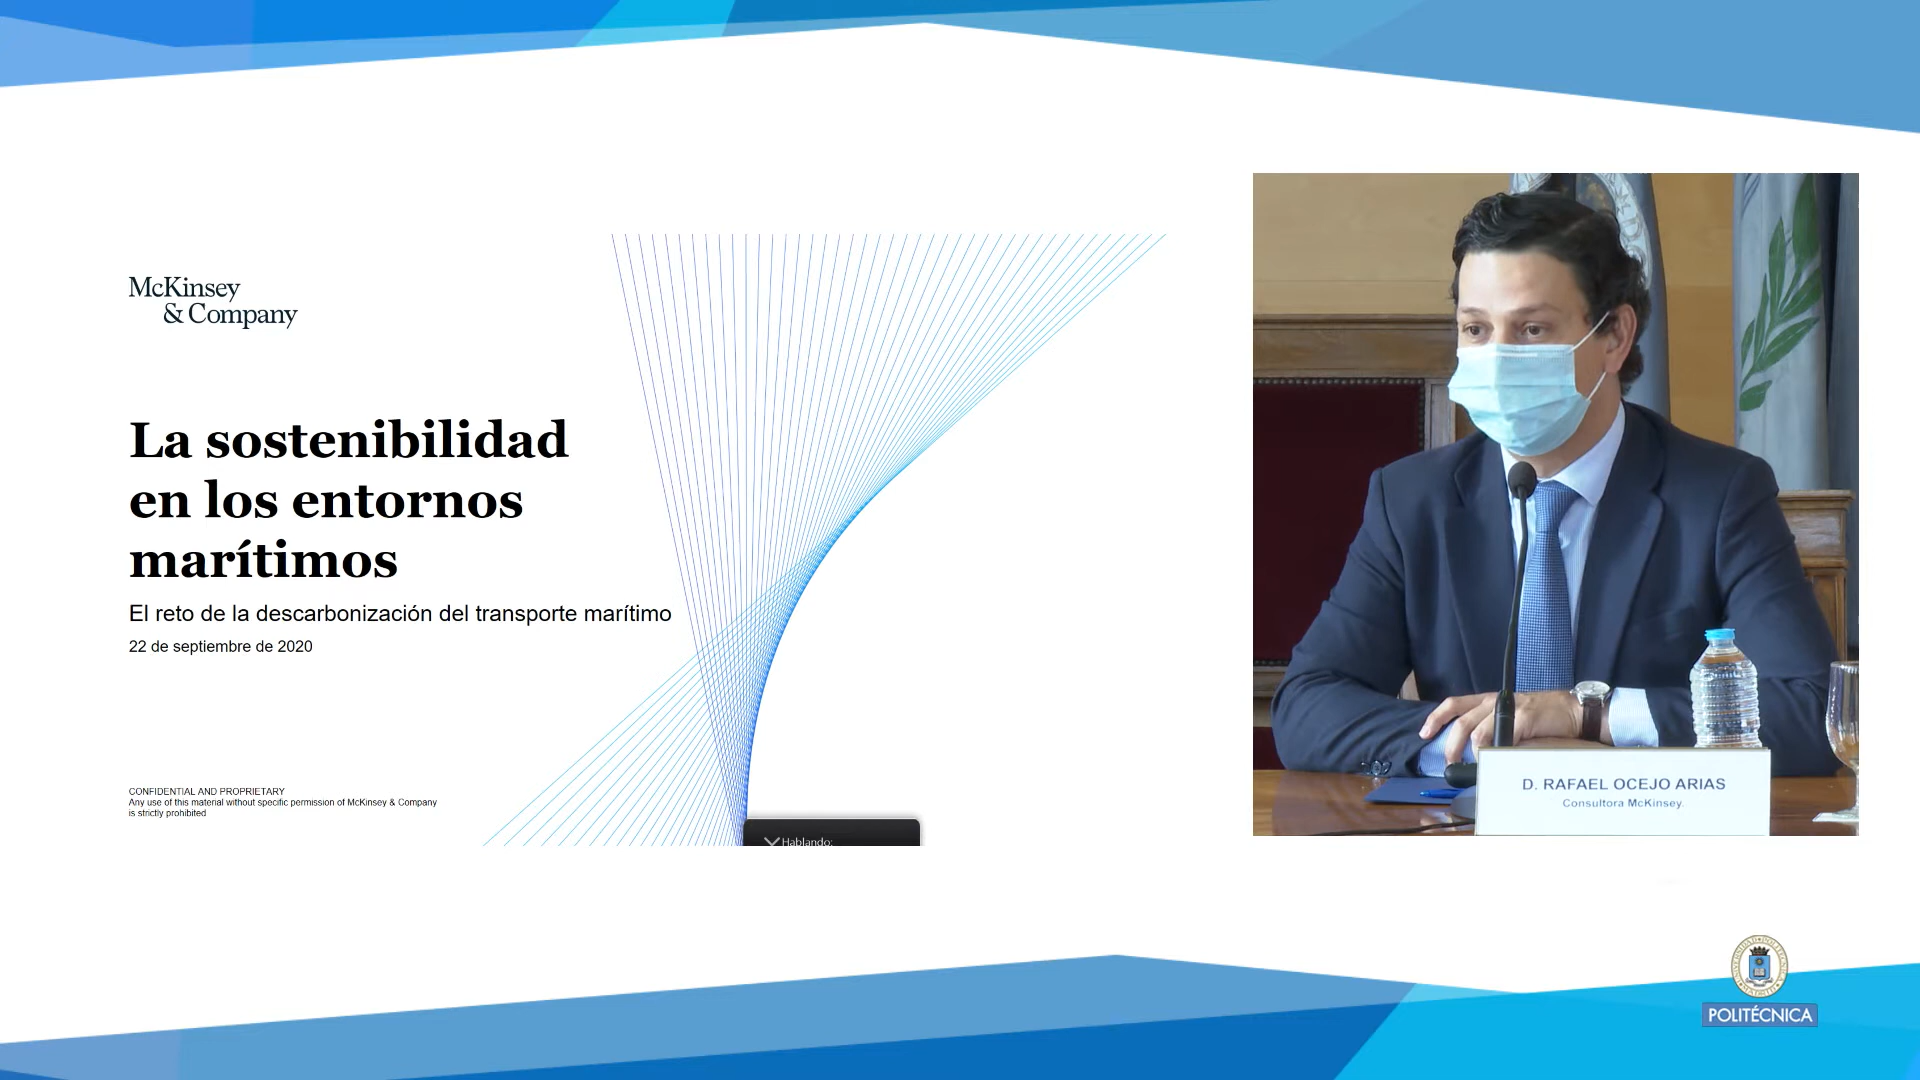 McKinsey
& Company
La sostenibilidad
en los entornos
marítimos
El reto de la descarbonización del transporte marítimo
22 de septiembre de 2020
CONFIDENTIAL AND PROPRIETARY
Any use of this material without specific permission of McKinsey & Company
is strictly prohibited
Hablando:
D. RAFAEL OCEJO ARIAS
Consultora McKinsey.
POLITÉCNICA